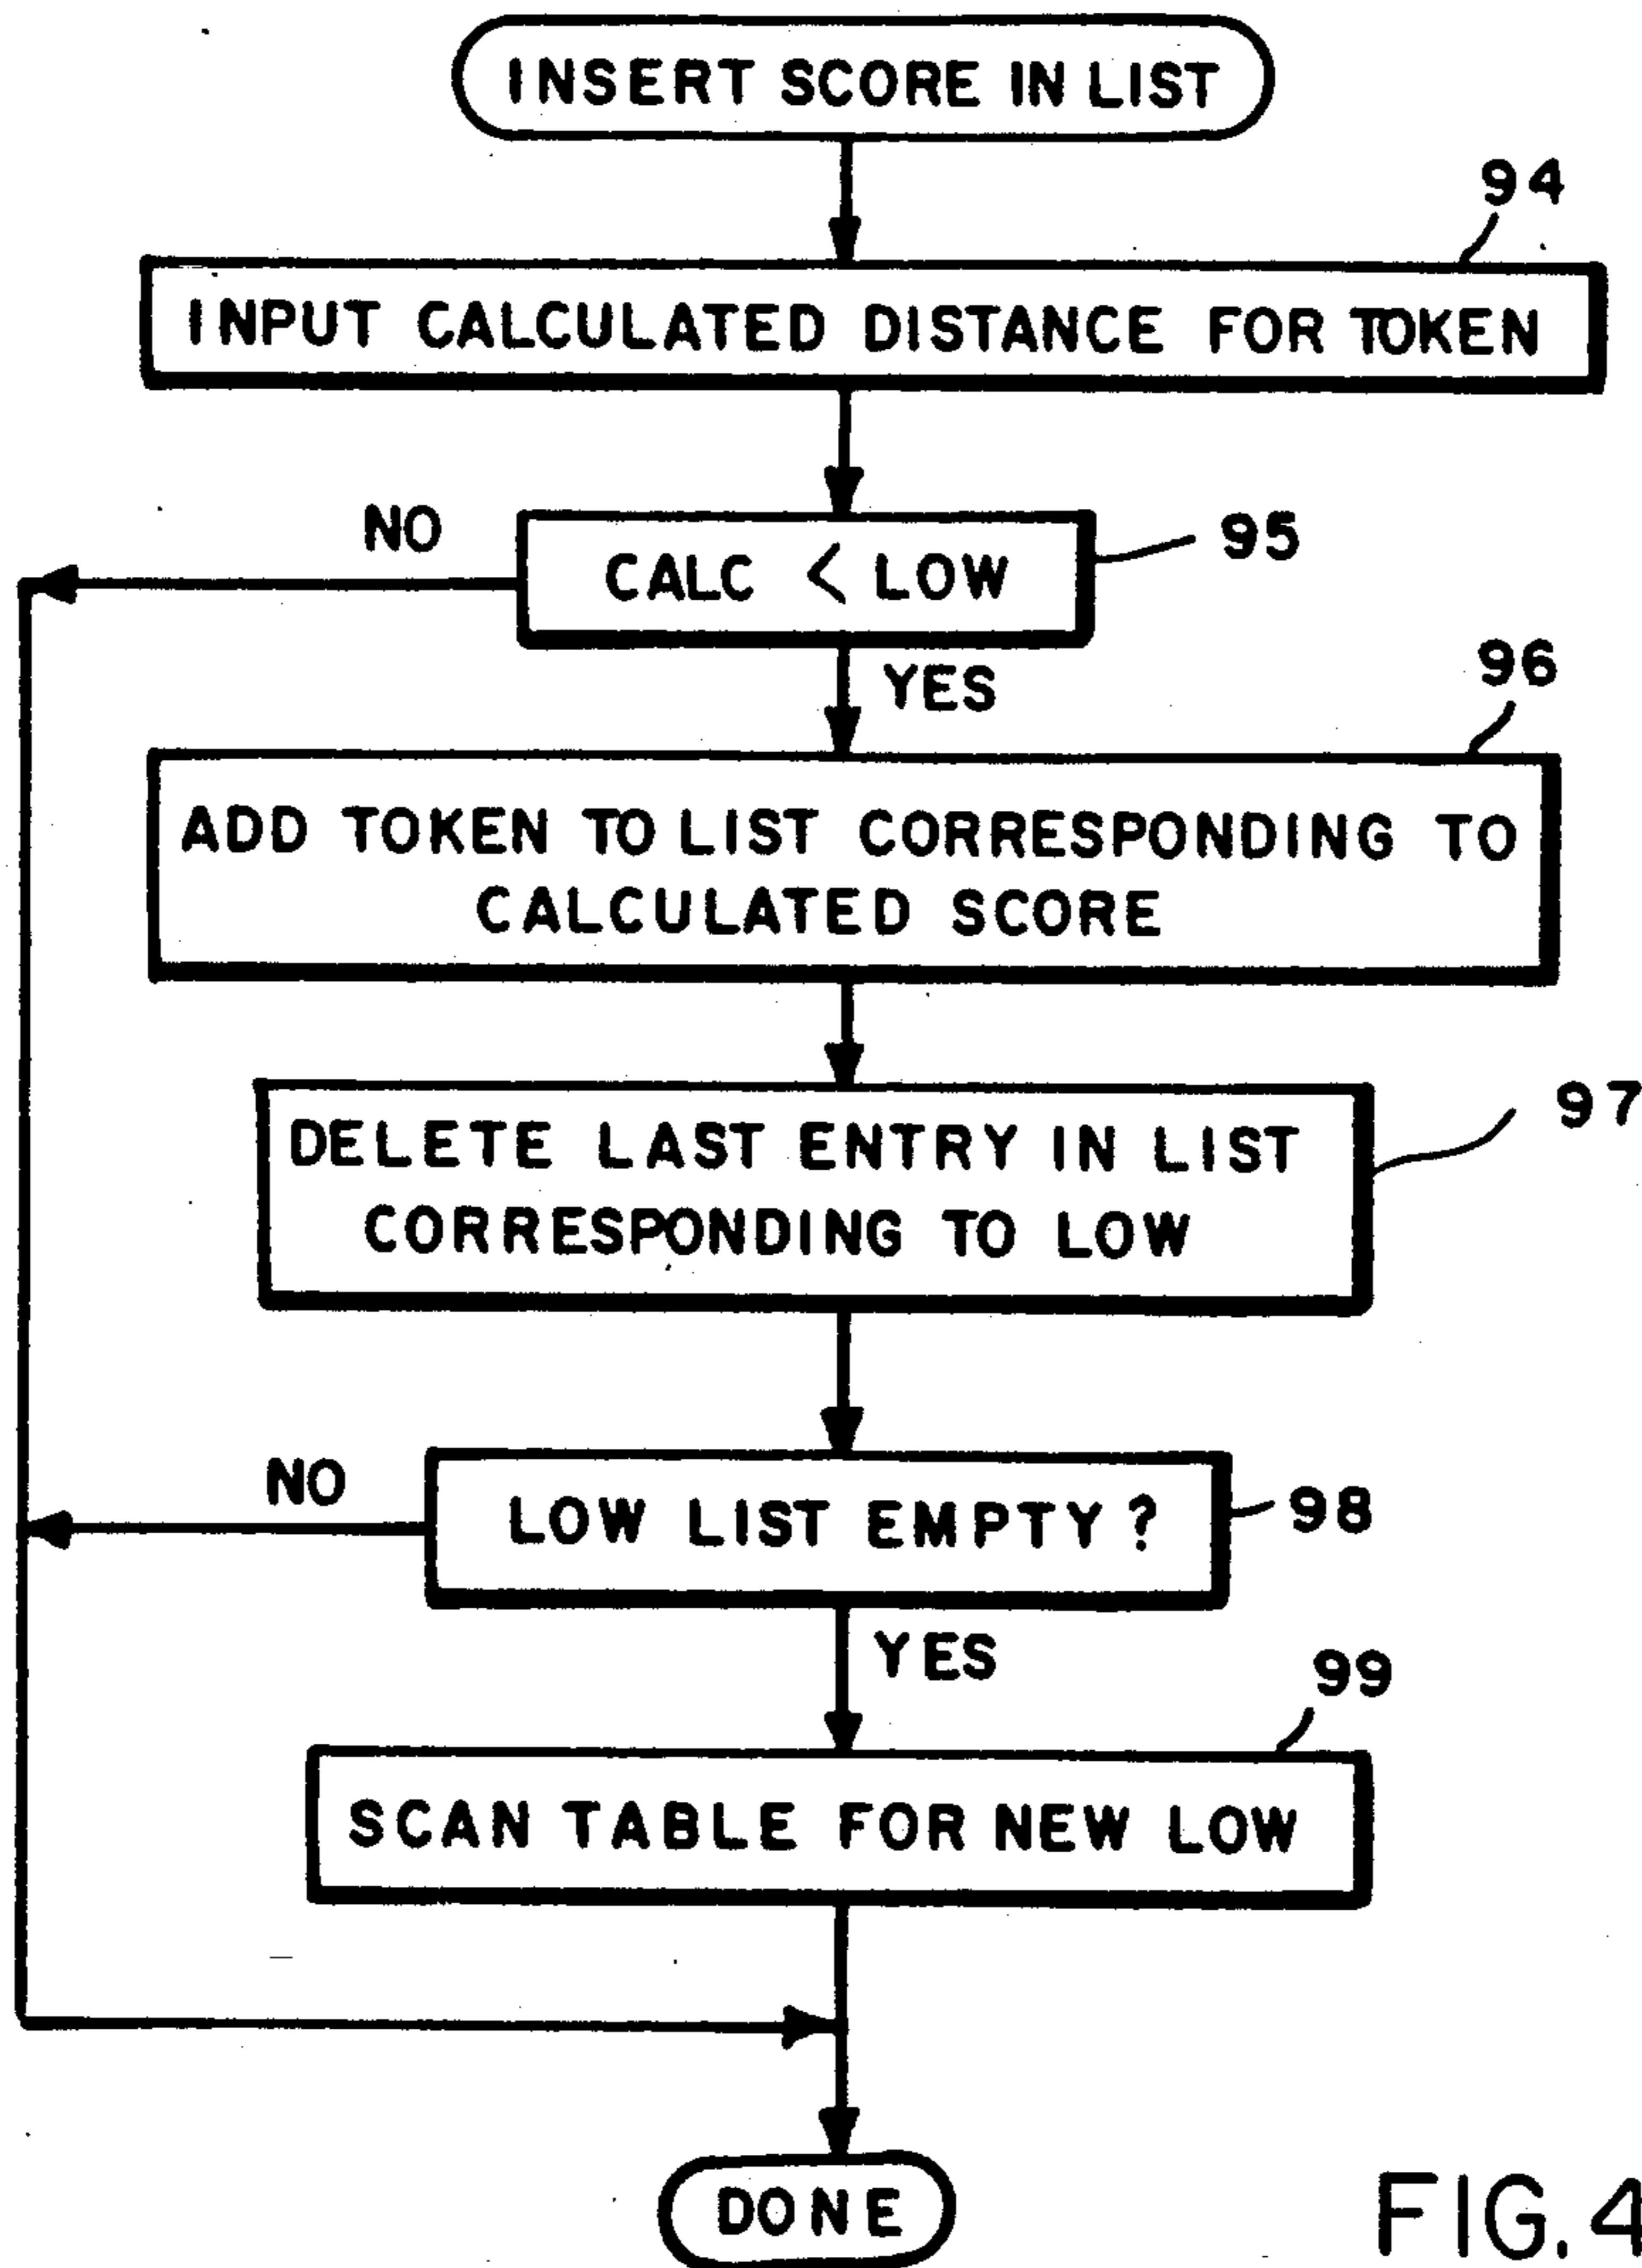 INSERT SCORE IN LIST
94
INPUT CALCULATED DISTANCE FOR TOKEN
NO
CALC < LOW
95
YES
96
ADD TOKEN TO LIST CORRESPONDING TO
CALCULATED SCORE
97
DELETE LAST ENTRY IN LIST
CORRESPONDING TO LOW
NO
LOW LIST EMPTY?
98
YES
99
SCAN TABLE FOR NEW LOW
DONE
FIG. 4